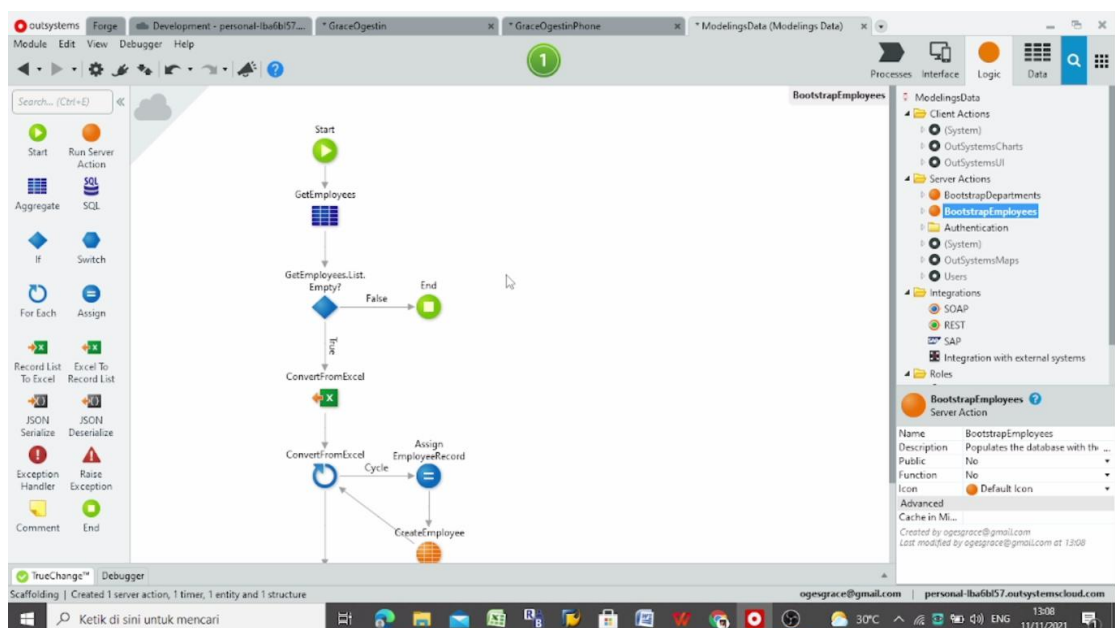 outsystems Forge Development - personal-lba6bl57.... * GraceOgestin * GraceOgestinPhone * ModelingsData (Modelings Data)
Module Edit View Debugger Help
1
Processes Interface Logic Data
Search... (Ctrl+E)
BootstrapEmployees
Start
Run Server
Action
Aggregate
SQL
SQL
If
Switch
For Each
Assign
Record List
To Excel
Excel To
Record List
JSON
Serialize
JSON
Deserialize
Exception
Handler
Raise
Exception
Comment
End
Start
GetEmployees
GetEmployees.List.
Empty?
False
End
True
ConvertFromExcel
ConvertFromExcel
Cycle
Assign
EmployeeRecord
CreateEmployee
ModelingsData
Client Actions
(System)
OutSystemsCharts
OutSystemsUI
Server Actions
BootstrapDepartments
BootstrapEmployees
Authentication
(System)
OutSystemsMaps
Users
Integrations
SOAP
REST
SAP
Integration with external systems
Roles
BootstrapEmployees
Server Action
Name BootstrapEmployees
Description Populates the database with th ...
Public No
Function No
Icon Default Icon
Advanced
Cache in Mi...
Created by ogesgrace@gmail.com
Last modified by ogesgrace@gmail.com at 13:08
TrueChange™ Debugger
Scaffolding | Created 1 server action, 1 timer, 1 entity and 1 structure
ogesgrace@gmail.com | personal-lba6bl57.outsystemscloud.com
Ketik di sini untuk mencari
30°C
ENG
13:08
11/11/2021